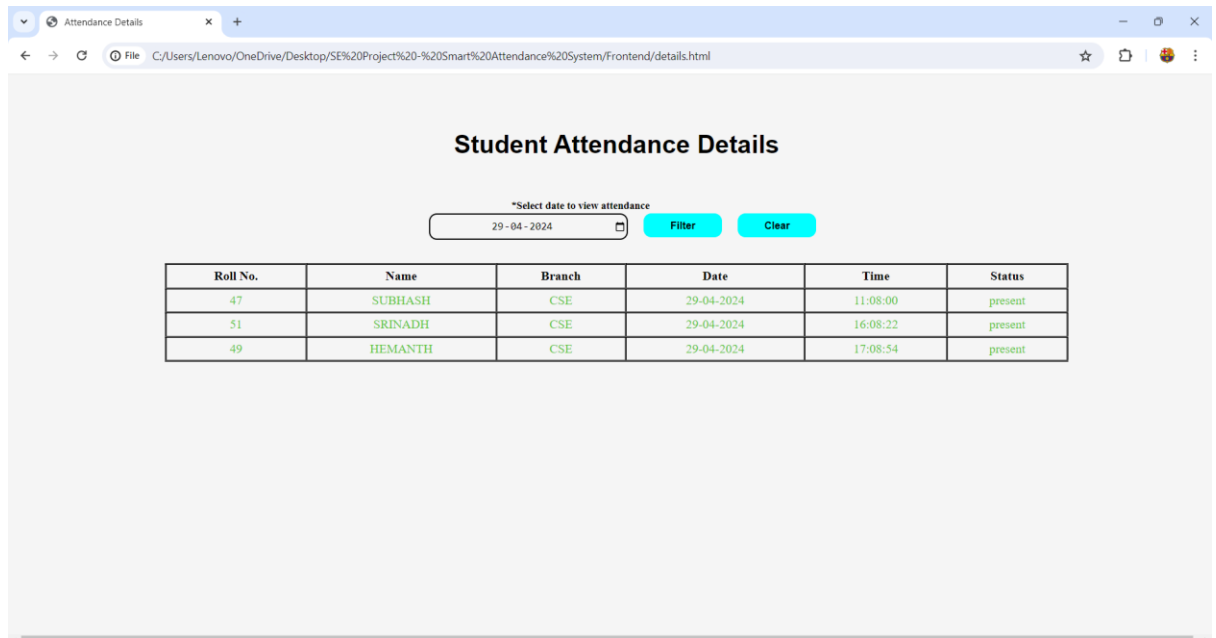 Attendance Details
File C:/Users/Lenovo/OneDrive/Desktop/SE%20Project%20-%20Smart%20Attendance%20System/Frontend/details.html
Student Attendance Details
*Select date to view attendance
29-04-2024 Filter Clear
Roll No. Name Branch Date Time Status
47 SUBHASH CSE 29-04-2024 11:08:00 present
51 SRINADH CSE 29-04-2024 16:08:22 present
49 HEMANTH CSE 29-04-2024 17:08:54 present